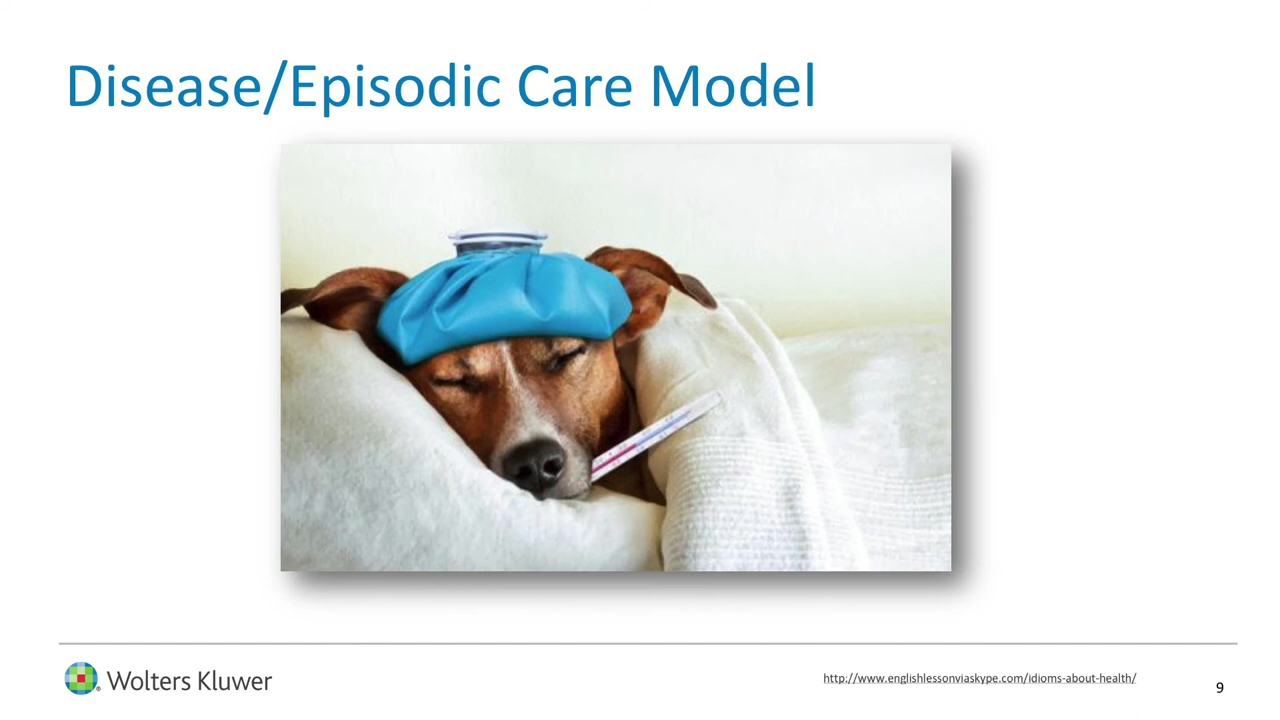 Disease/Episodic Care Model
Wolters Kluwer
http://www.englishlessonviaskype.com/idioms-about-health/
9